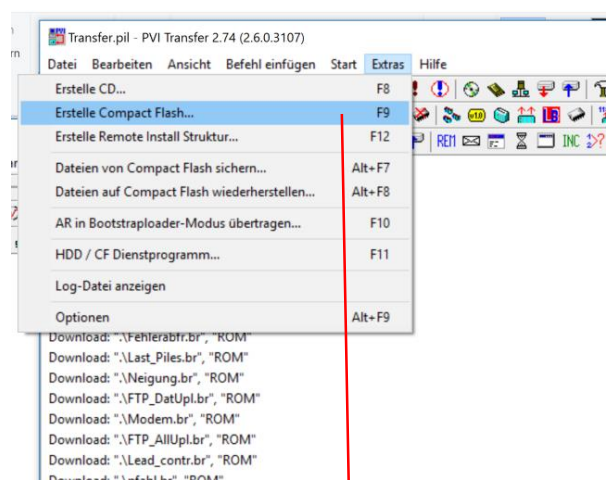 Transfer.pil - PVI Transfer 2.74 (2.6.0.3107)
Datei Bearbeiten Ansicht Befehl einfügen Start Extras Hilfe
Erstelle CD... F8
Erstelle Compact Flash... F9
Erstelle Remote Install Struktur... F12
REM INC
Dateien von Compact Flash sichern... Alt+F7
Dateien auf Compact Flash wiederherstellen... Alt+F8
AR in Bootstraploader-Modus übertragen... F10
HDD / CF Dienstprogramm... F11
Log-Datei anzeigen
Optionen Alt+F9
Download: ".\Fehlerabfr.br", "ROM"
Download: ".\Last_Piles.br", "ROM"
Download: ".\Neigung.br", "ROM"
Download: ".\FTP_DatUpl.br", "ROM"
Download: ".\Modem.br", "ROM"
Download: ".\FTP_AllUpl.br", "ROM"
Download: ".\Lead_contr.br", "ROM"